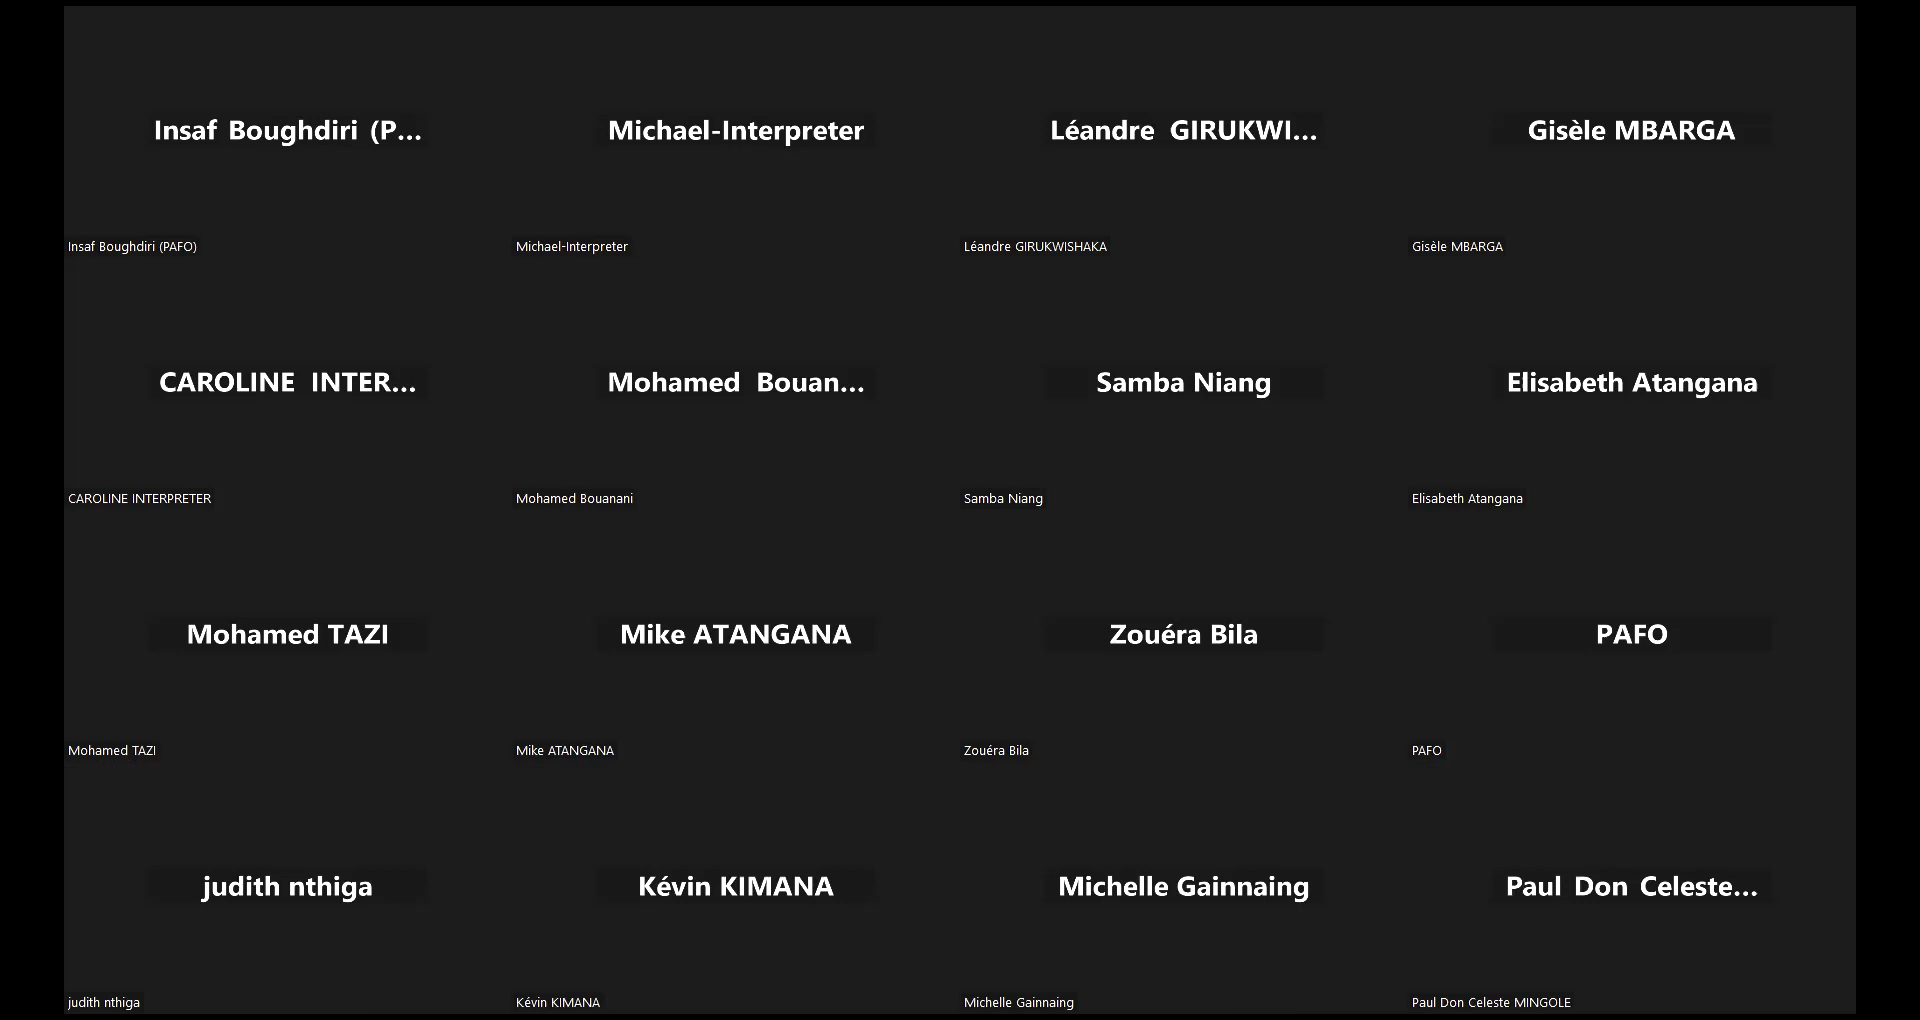 Insaf Boughdiri (P...
Michael-Interpreter
Léandre GIRUKWI...
Gisèle MBARGA
Insaf Boughdiri (PAFO)
Michael-Interpreter
Léandre GIRUKWISHAKA
Gisèle MBARGA
CAROLINE INTER...
Mohamed Bouan...
Samba Niang
Elisabeth Atangana
CAROLINE INTERPRETER
Mohamed Bouanani
Samba Niang
Elisabeth Atangana
Mohamed TAZI
Mike ATANGANA
Zouéra Bila
PAFO
Mohamed TAZI
Mike ATANGANA
Zouéra Bila
PAFO
judith nthiga
Kévin KIMANA
Michelle Gainnaing
Paul Don Celeste...
judith nthiga
Kévin KIMANA
Michelle Gainnaing
Paul Don Celeste MINGOLE